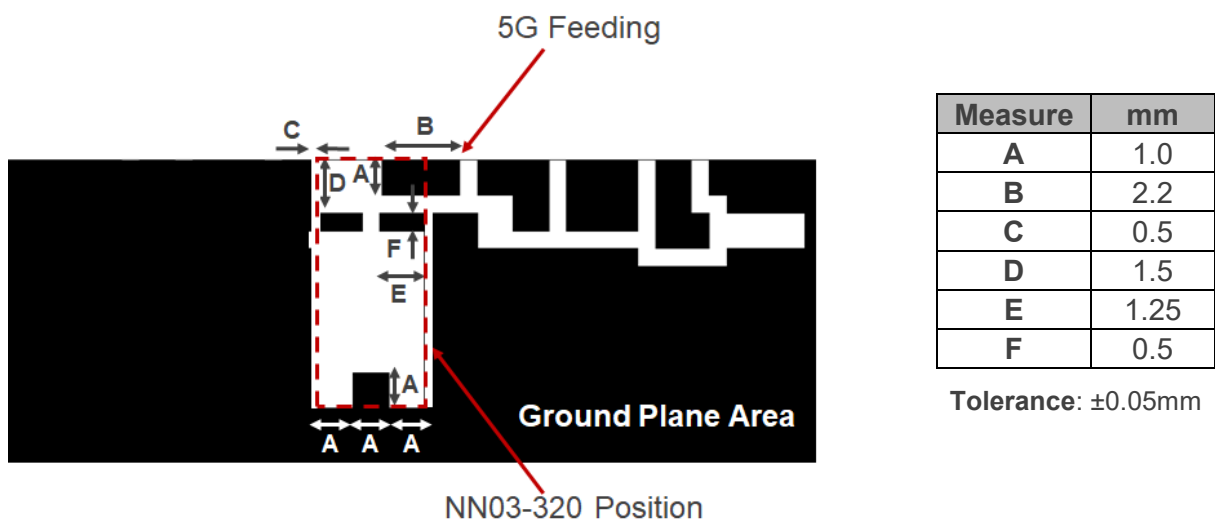 5G Feeding
C
B
D
A
F
E
A
Ground Plane Area
A A A
NN03-320 Position
Measure mm
A 1.0
B 2.2
C 0.5
D 1.5
E 1.25
F 0.5
Tolerance: ±0.05mm